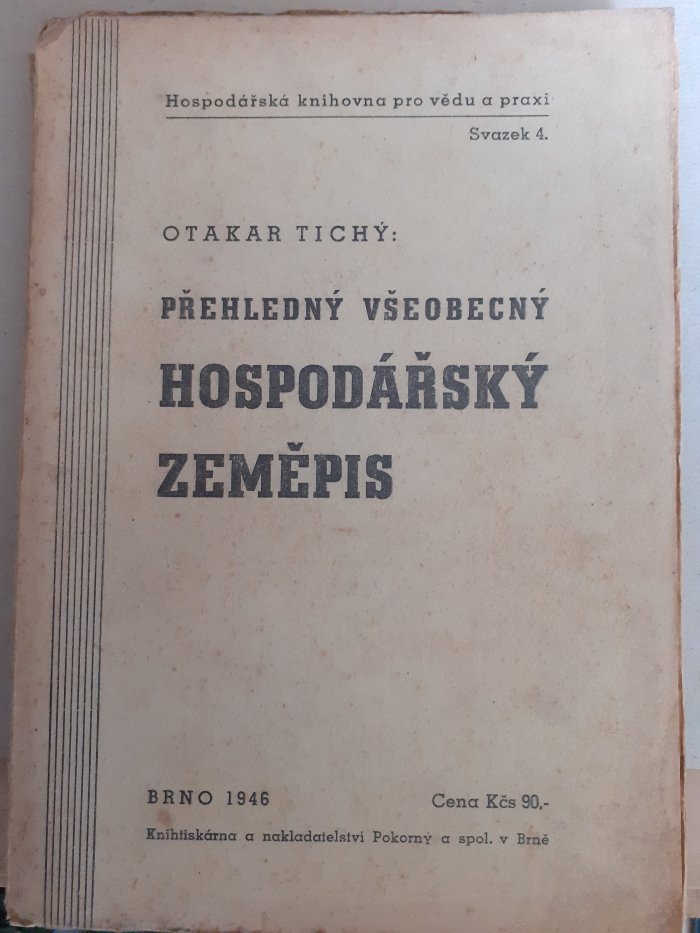 Hospodářská knihovna pro vědu a praxi
Svazek 4.
OTAKAR TICHÝ:
PŘEHLEDNÝ VŠEOBECNÝ
HOSPODÁŘSKÝ
ZEMĚPIS
BRNO 1946 Cena Kčs 90,-
Knihtiskárna a nakladatelství Pokorný a spol. v Brně